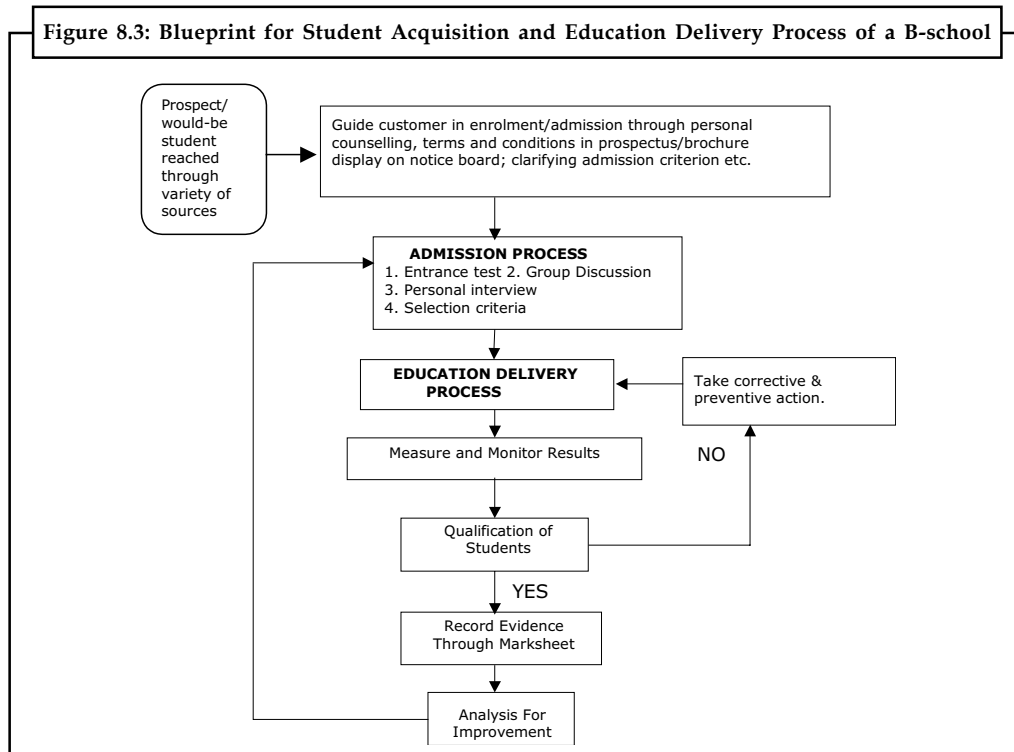 Figure 8.3: Blueprint for Student Acquisition and Education Delivery Process of a B-school
Prospect/
would-be
student
reached
through
variety of
sources
Guide customer in enrolment/admission through personal
counselling, terms and conditions in prospectus/brochure
display on notice board; clarifying admission criterion etc.
ADMISSION PROCESS
1. Entrance test 2. Group Discussion
3. Personal interview
4. Selection criteria
EDUCATION DELIVERY
PROCESS
Take corrective &
preventive action.
Measure and Monitor Results
NO
Qualification of
Students
YES
Record Evidence
Through Marksheet
Analysis For
Improvement